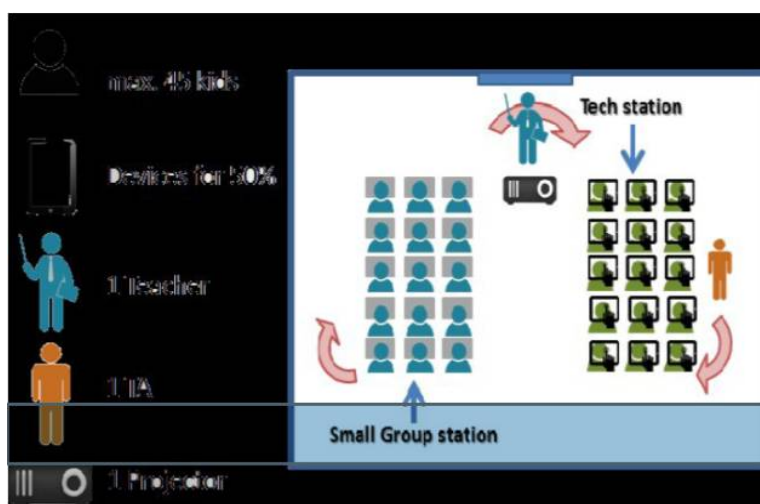 max. 45 kids
Devices for 50%
1 Teacher
1 TA
1 Projector
Tech station
Small Group station